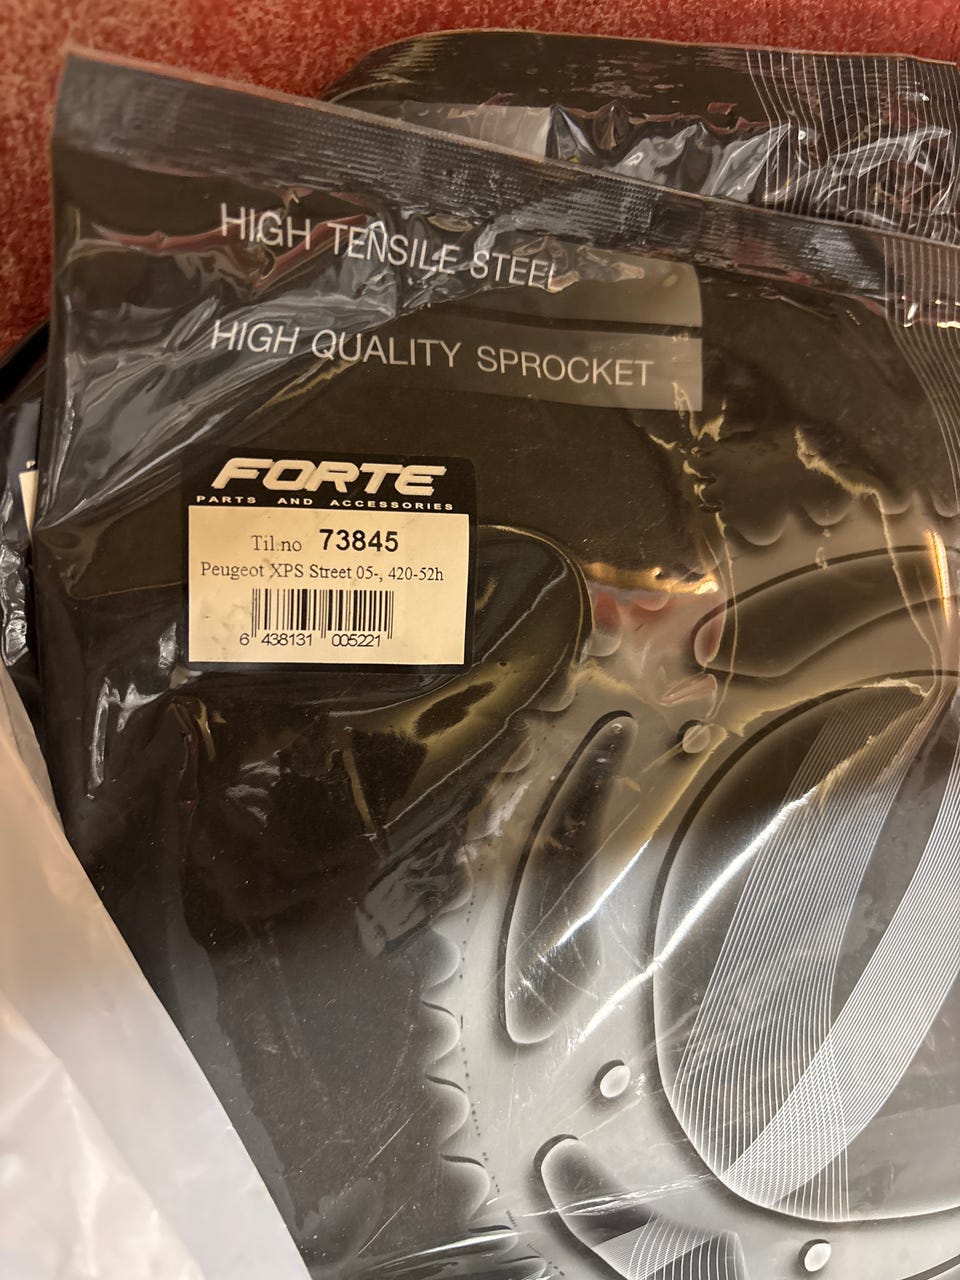 HIGH TENSILE STEEL
HIGH QUALITY SPROCKET
FORTE
PARTS AND ACCESSORIES
Til.no 73845
Peugeot XPS Street 05-, 420-52h
6 438131 005221